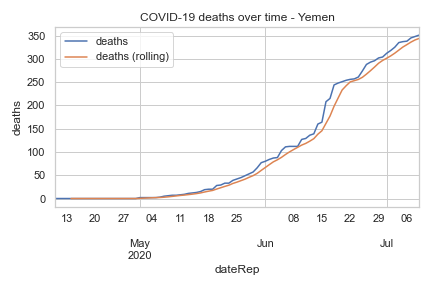 COVID-19 deaths over time - Yemen
deaths
deaths (rolling)
deaths
350
300
250
200
150
100
50
0
13 20 27 04 11 18 25 08 15 22 29 06
May Jun Jul
2020
dateRep